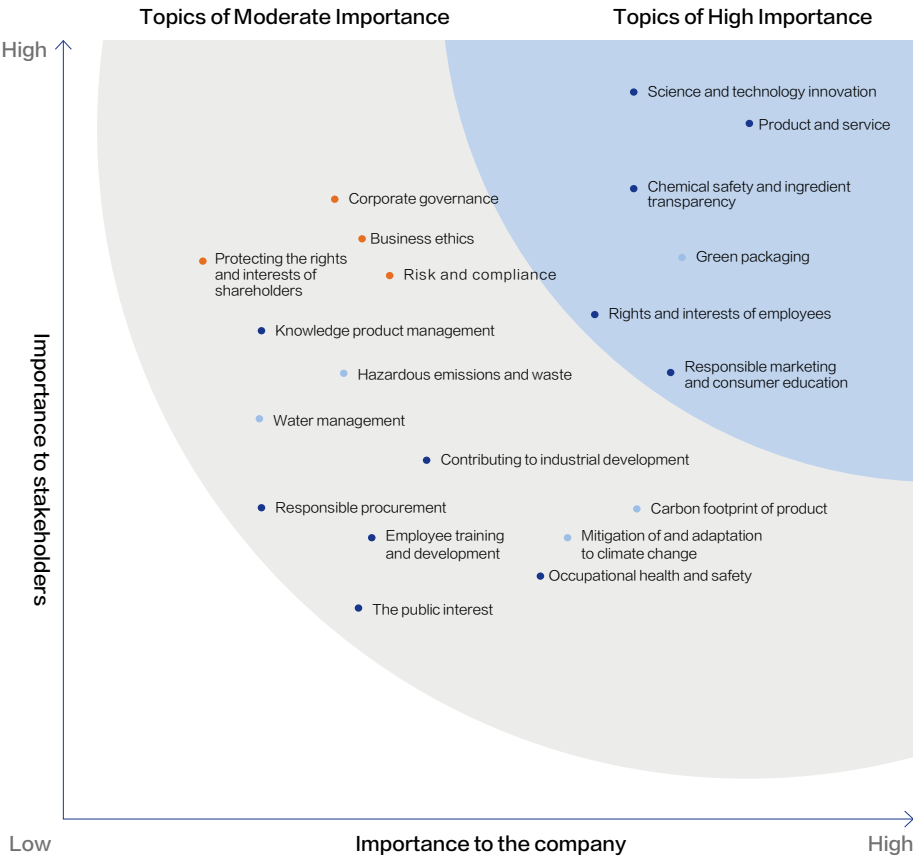 Topics of Moderate Importance
Topics of High Importance
High
Science and technology innovation
Product and service
Chemical safety and ingredient
transparency
Corporate governance
Business ethics
Protecting the rights
and interests of
shareholders
Risk and compliance
Green packaging
Rights and interests of employees
Knowledge product management
Responsible marketing
and consumer education
Hazardous emissions and waste
Water management
Contributing to industrial development
Responsible procurement
Carbon footprint of product
Employee training
and development
Mitigation of and adaptation
to climate change
Occupational health and safety
The public interest
Importance to stakeholders
Low
Importance to the company
High